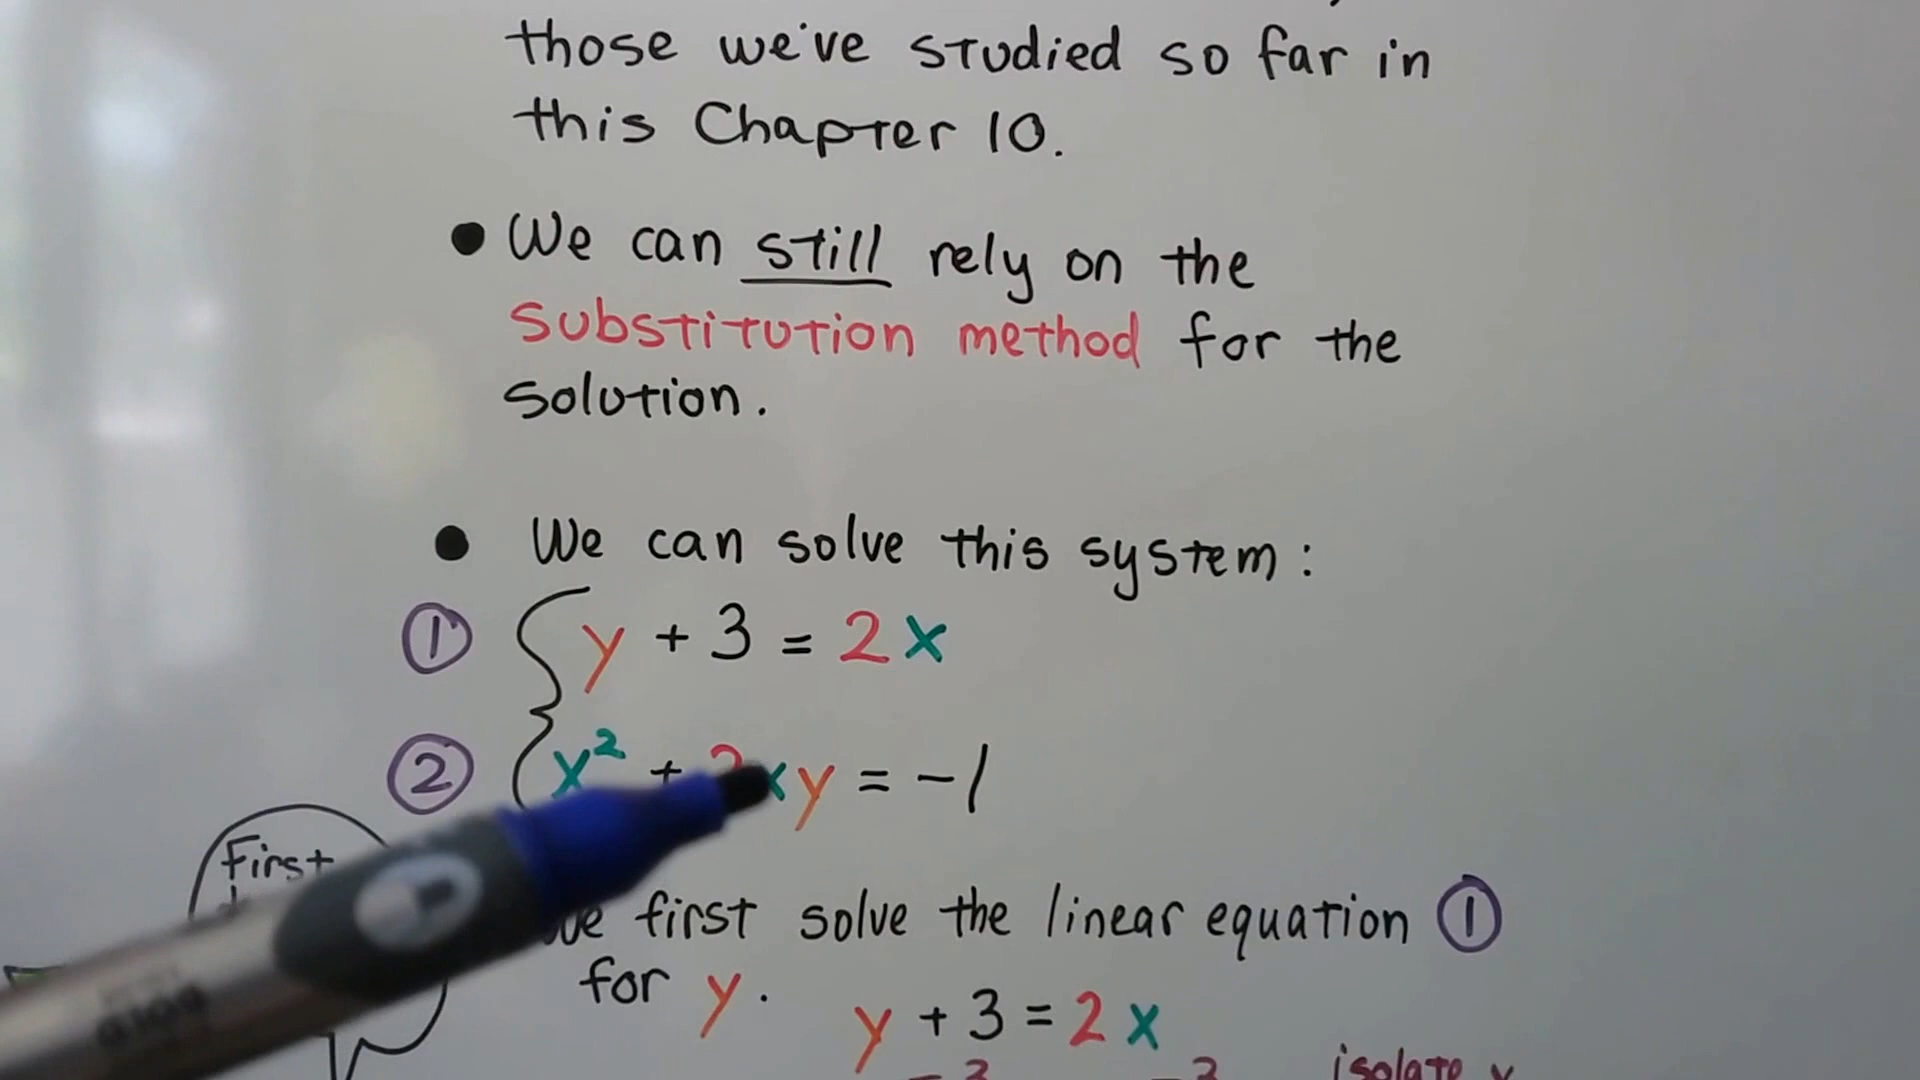 those we've studied so far in
this Chapter 10.
• We can still rely on the
substitution method for the
solution.
• We can solve this system:
① y + 3 = 2x
② x² + 2xy = -1
First
first solve the linear equation ①
for y.
y + 3 = 2x
isolate y